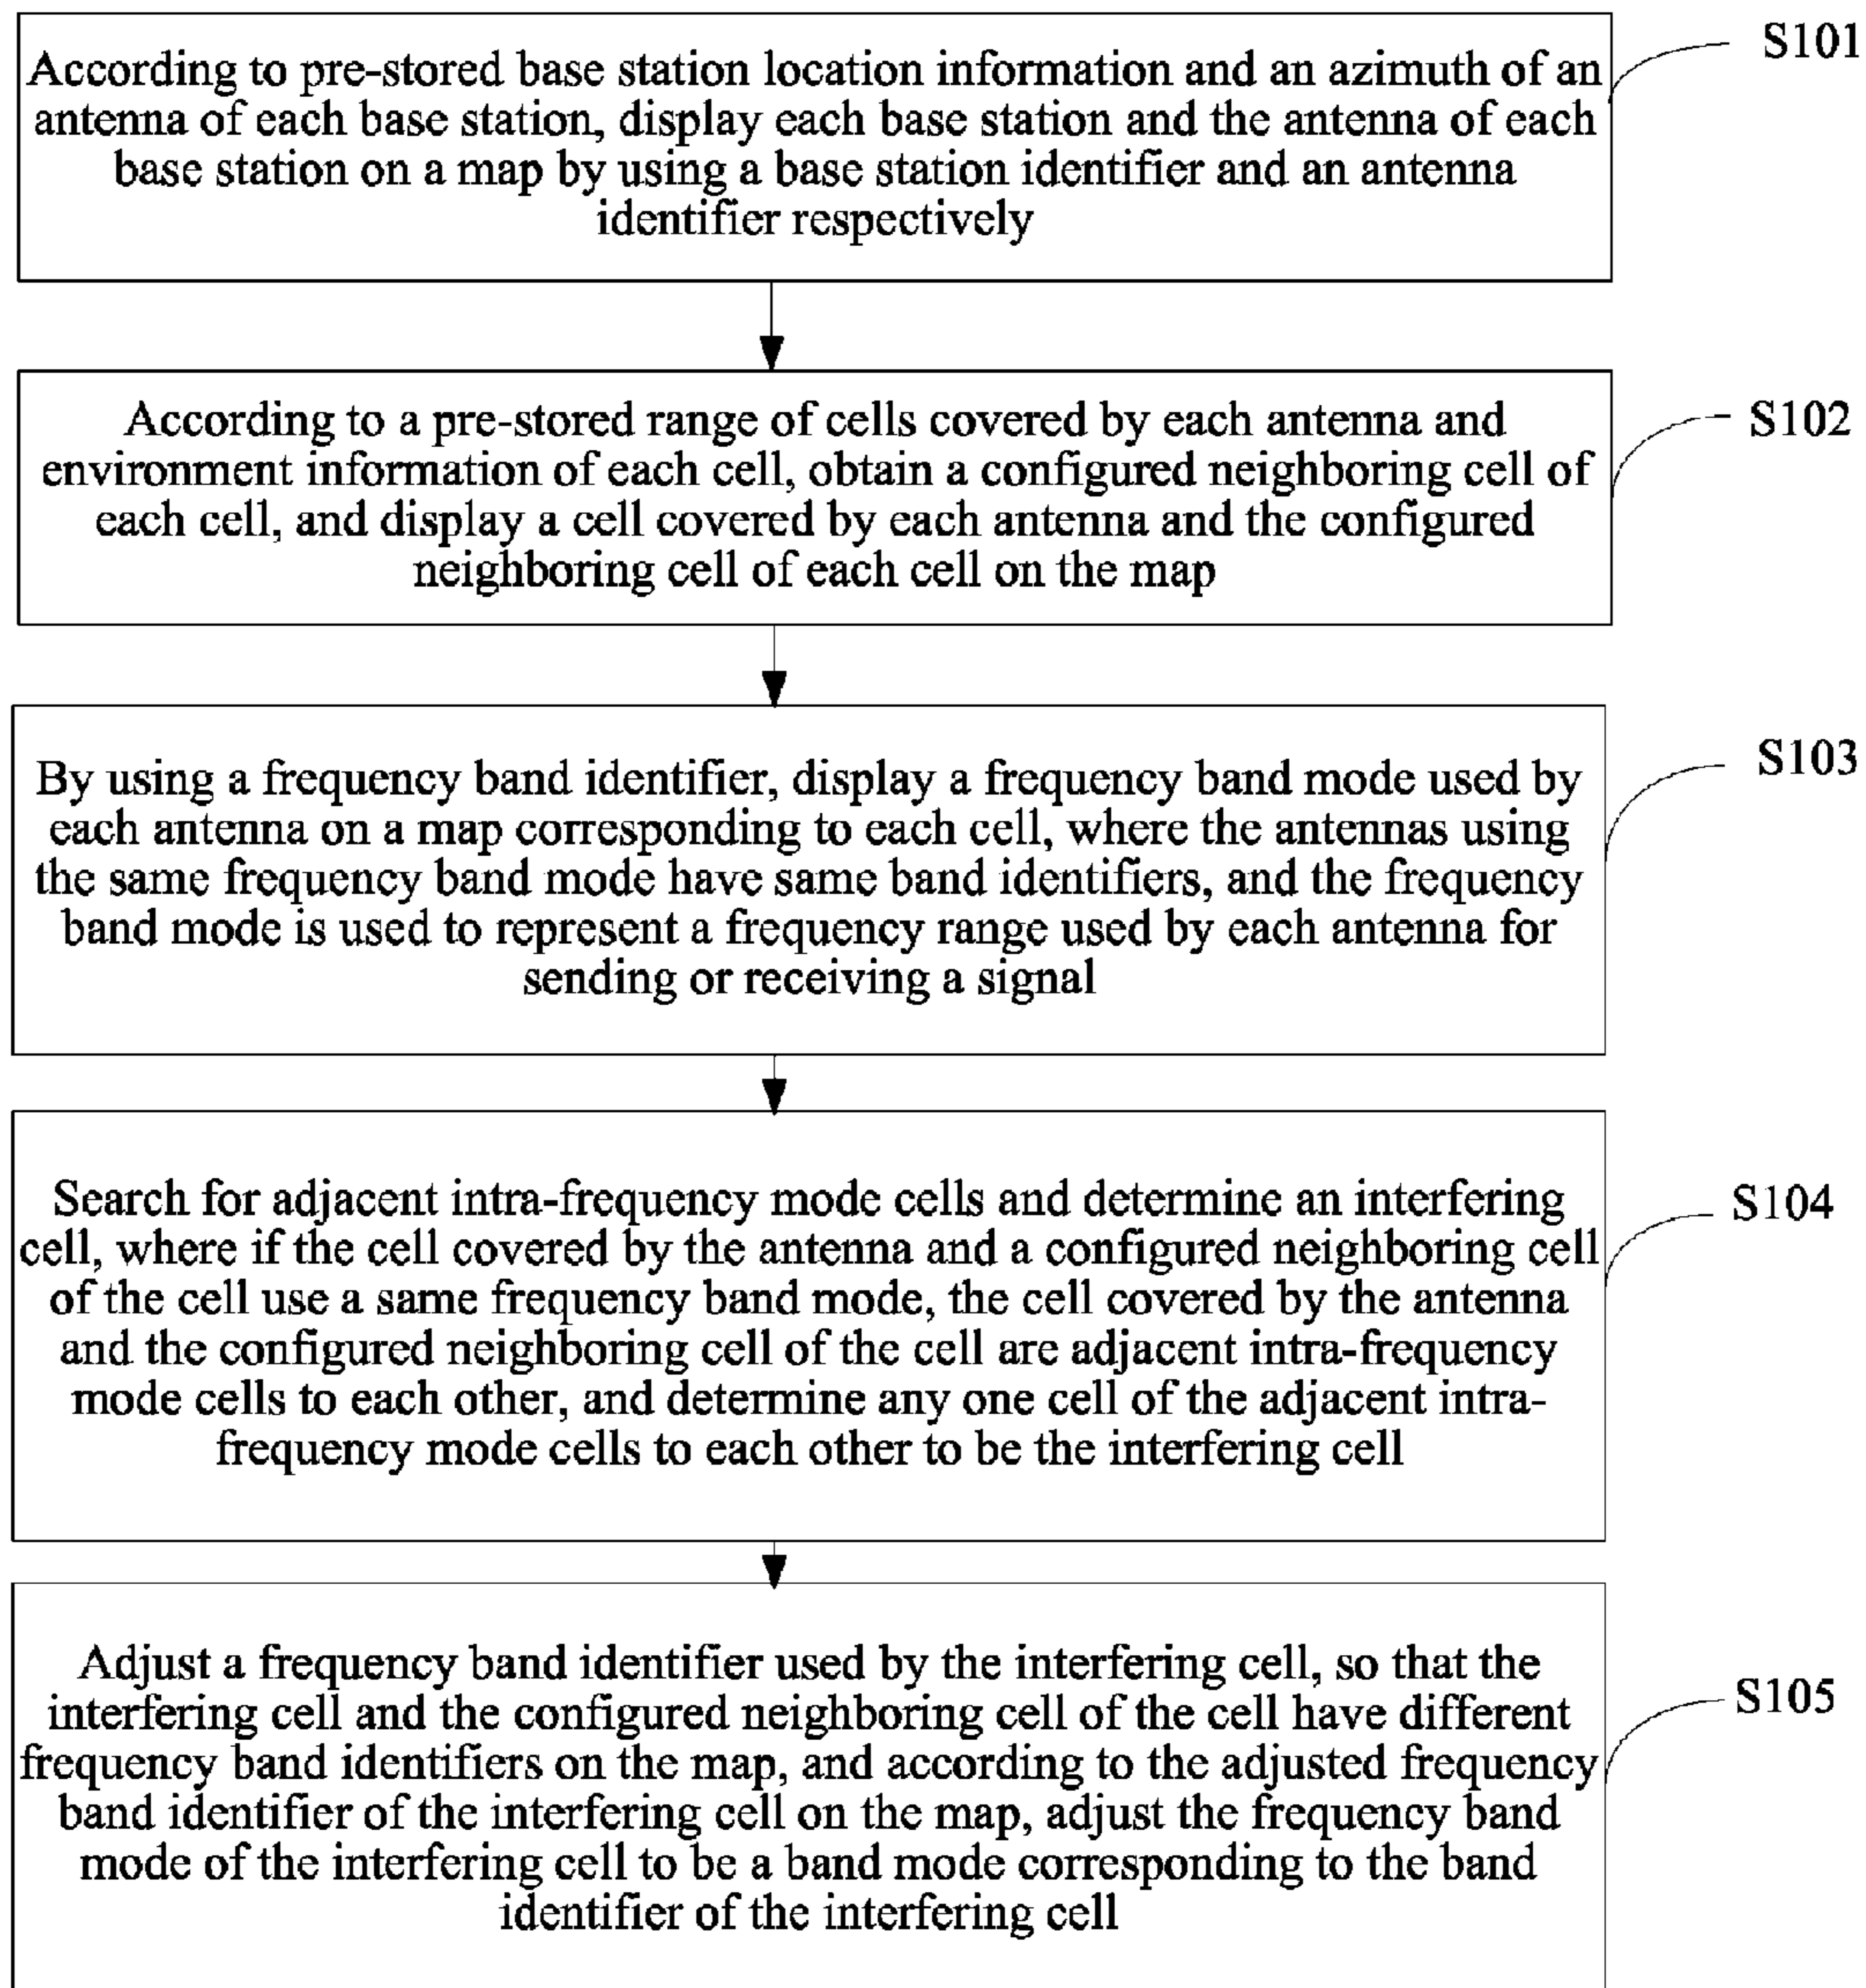 According to pre-stored base station location information and an azimuth of an
antenna of each base station, display each base station and the antenna of each
base station on a map by using a base station identifier and an antenna
identifier respectively
S101
According to a pre-stored range of cells covered by each antenna and
environment information of each cell, obtain a configured neighboring cell of
each cell, and display a cell covered by each antenna and the configured
neighboring cell of each cell on the map
S102
By using a frequency band identifier, display a frequency band mode used by
each antenna on a map corresponding to each cell, where the antennas using
the same frequency band mode have same band identifiers, and the frequency
band mode is used to represent a frequency range used by each antenna for
sending or receiving a signal
S103
Search for adjacent intra-frequency mode cells and determine an interfering
cell, where if the cell covered by the antenna and a configured neighboring cell
of the cell use a same frequency band mode, the cell covered by the antenna
and the configured neighboring cell of the cell are adjacent intra-frequency
mode cells to each other, and determine any one cell of the adjacent intra-
frequency mode cells to each other to be the interfering cell
S104
Adjust a frequency band identifier used by the interfering cell, so that the
interfering cell and the configured neighboring cell of the cell have different
frequency band identifiers on the map, and according to the adjusted frequency
band identifier of the interfering cell on the map, adjust the frequency band
mode of the interfering cell to be a band mode corresponding to the band
identifier of the interfering cell
S105